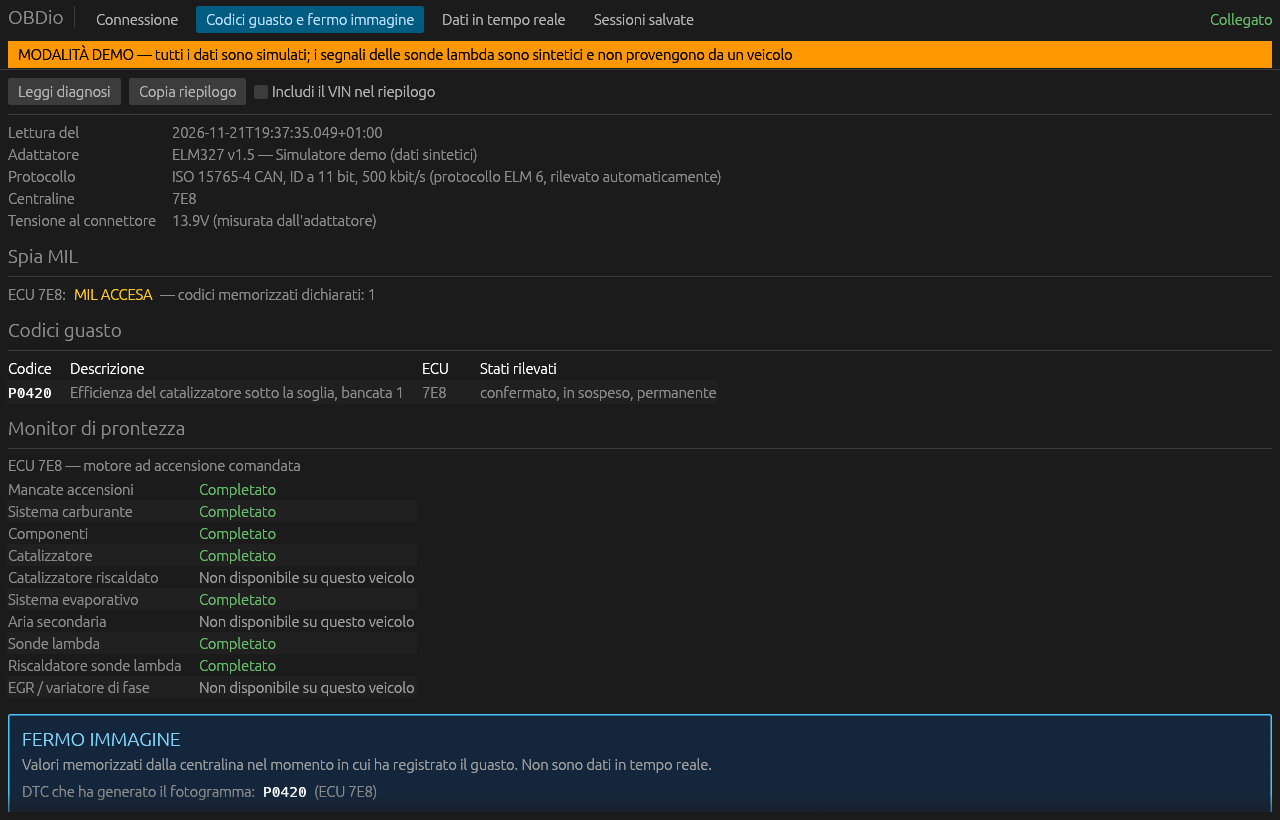 OBDio Connessione Codici guasto e fermo immagine Dati in tempo reale Sessioni salvate Collegato
MODALITÀ DEMO — tutti i dati sono simulati; i segnali delle sonde lambda sono sintetici e non provengono da un veicolo
Leggi diagnosi Copia riepilogo Includi il VIN nel riepilogo
Lettura del 2026-11-21T19:37:35.049+01:00
Adattatore ELM327 v1.5 — Simulatore demo (dati sintetici)
Protocollo ISO 15765-4 CAN, ID a 11 bit, 500 kbit/s (protocollo ELM 6, rilevato automaticamente)
Centraline 7E8
Tensione al connettore 13.9V (misurata dall'adattatore)
Spia MIL
ECU 7E8: MIL ACCESA — codici memorizzati dichiarati: 1
Codici guasto
Codice Descrizione ECU Stati rilevati
P0420 Efficienza del catalizzatore sotto la soglia, bancata 1 7E8 confermato, in sospeso, permanente
Monitor di prontezza
ECU 7E8 — motore ad accensione comandata
Mancate accensioni Completato
Sistema carburante Completato
Componenti Completato
Catalizzatore Completato
Catalizzatore riscaldato Non disponibile su questo veicolo
Sistema evaporativo Completato
Aria secondaria Non disponibile su questo veicolo
Sonde lambda Completato
Riscaldatore sonde lambda Completato
EGR / variatore di fase Non disponibile su questo veicolo
FERMO IMMAGINE
Valori memorizzati dalla centralina nel momento in cui ha registrato il guasto. Non sono dati in tempo reale.
DTC che ha generato il fotogramma: P0420 (ECU 7E8)